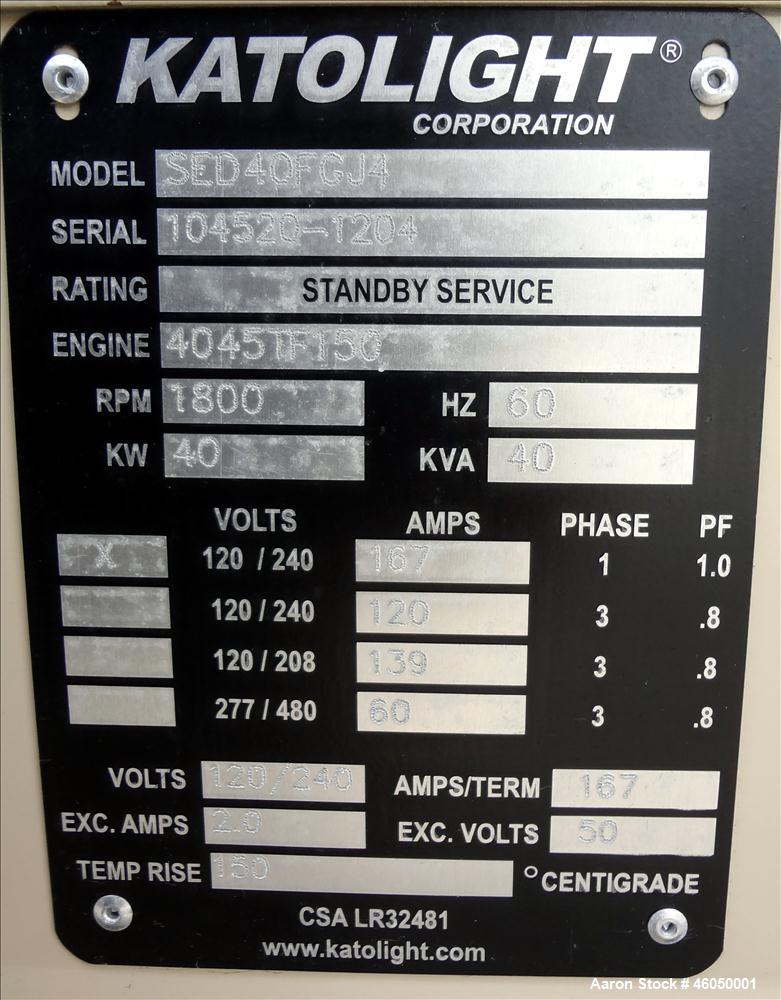 KATOLIGHT®
CORPORATION
MODEL SED40FGJ4
SERIAL 104520-1204
RATING STANDBY SERVICE
ENGINE 4045TF150
RPM 1800 HZ 60
KW 40 KVA 40
VOLTS AMPS PHASE PF
X 120 / 240 167 1 1.0
120 / 240 120 3 .8
120 / 208 139 3 .8
277 / 480 60 3 .8
VOLTS 120/240 AMPS/TERM 167
EXC. AMPS 2.0 EXC. VOLTS 50
TEMP RISE 150 ° CENTIGRADE
CSA LR32481
www.katolight.com
Aaron Stock # 46050001